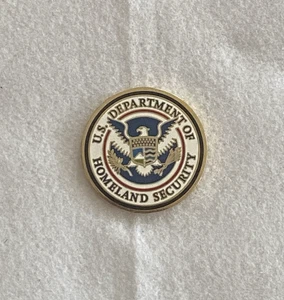 U.S. DEPARTMENT OF
HOMELAND SECURITY